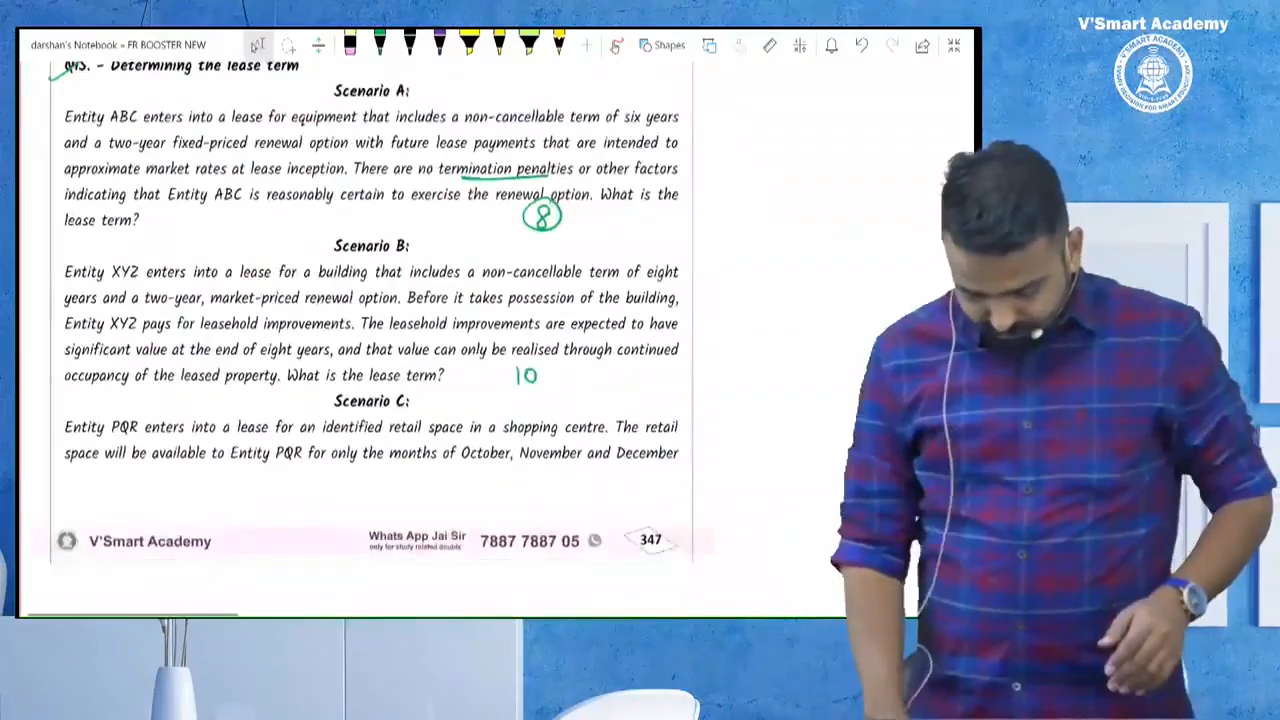 V'Smart Academy
darshan's Notebook » FR BOOSTER NEW
Shapes
Q15. - Determining the lease term
Scenario A:
Entity ABC enters into a lease for equipment that includes a non-cancellable term of six years
and a two-year fixed-priced renewal option with future lease payments that are intended to
approximate market rates at lease inception. There are no termination penalties or other factors
indicating that Entity ABC is reasonably certain to exercise the renewal option. What is the
lease term?
8
Scenario B:
Entity XYZ enters into a lease for a building that includes a non-cancellable term of eight
years and a two-year, market-priced renewal option. Before it takes possession of the building,
Entity XYZ pays for leasehold improvements. The leasehold improvements are expected to have
significant value at the end of eight years, and that value can only be realised through continued
occupancy of the leased property. What is the lease term? 10
Scenario C:
Entity PQR enters into a lease for an identified retail space in a shopping centre. The retail
space will be available to Entity PQR for only the months of October, November and December
V'Smart Academy
Whats App Jai Sir
only for study related doubts
7887 7887 05
347